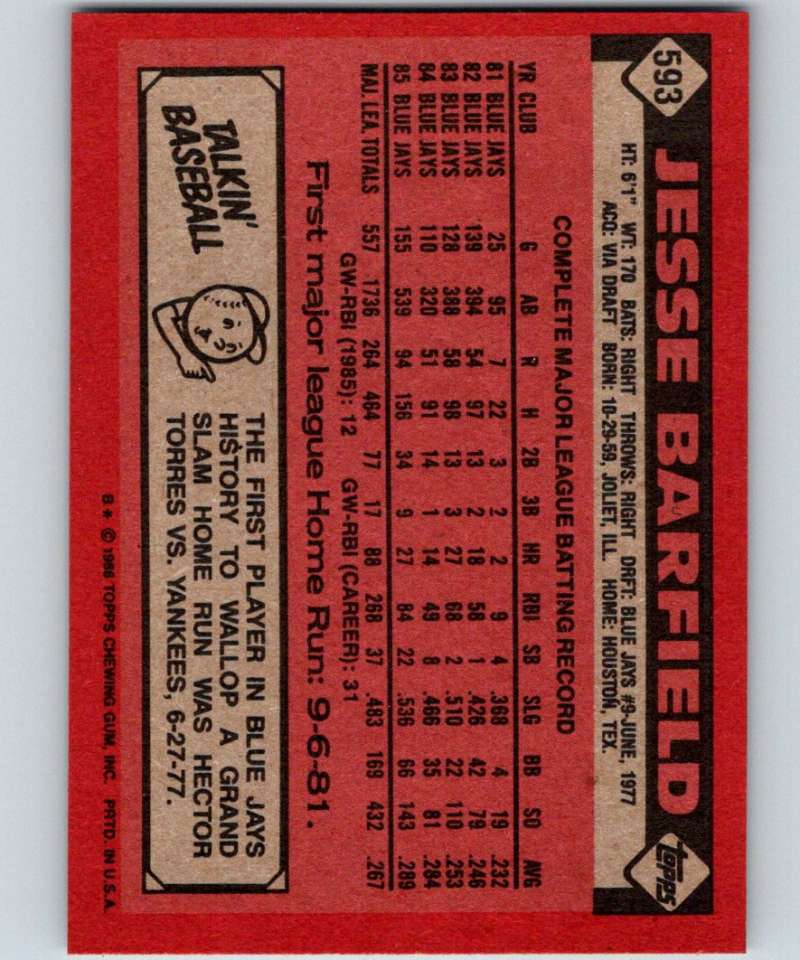 593 JESSE BARFIELD topps
HT: 6'1" WT: 170 BATS: RIGHT THROWS: RIGHT DRFT: BLUE JAYS #9-JUNE, 1977
ACQ: VIA DRAFT BORN: 10-29-59, JOLIET, ILL. HOME: HOUSTON, TEX.
COMPLETE MAJOR LEAGUE BATTING RECORD
YR CLUB G AB R H 2B 3B HR RBI SB SLG BB SO AVG
81 BLUE JAYS 25 95 7 22 3 2 2 9 4 .368 4 19 .232
82 BLUE JAYS 139 394 54 97 13 2 18 58 1 .426 42 79 .246
83 BLUE JAYS 128 388 58 98 13 3 27 68 2 .510 22 110 .253
84 BLUE JAYS 110 320 51 91 14 1 14 49 8 .466 35 81 .284
85 BLUE JAYS 155 539 94 156 34 9 27 84 22 .536 66 143 .289
MAJ. LEA. TOTALS 557 1736 264 464 77 17 88 268 37 .483 169 432 .267
GW-RBI (1985): 12 GW-RBI (CAREER): 31
First major league Home Run: 9-6-81.
TALKIN'
BASEBALL
THE FIRST PLAYER IN BLUE JAYS
HISTORY TO WALLOP A GRAND
SLAM HOME RUN WAS HECTOR
TORRES VS. YANKEES, 6-27-77.
B* © 1986 TOPPS CHEWING GUM, INC. PRTD. IN U.S.A.